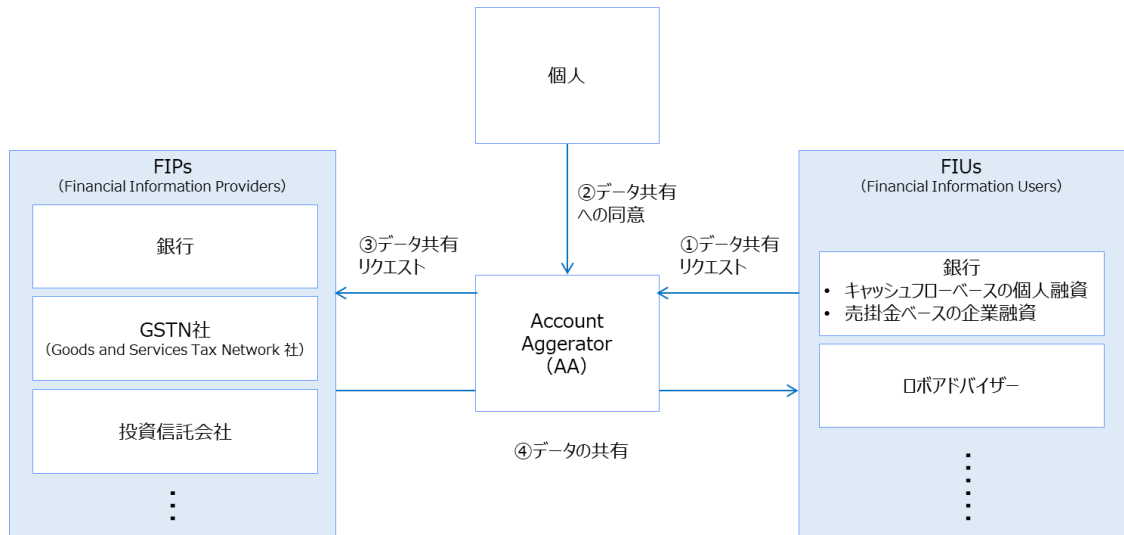 個人
FIPs
（Financial Information Providers）
銀行
GSTN社
（Goods and Services Tax Network 社）
投資信託会社
②データ共有
への同意
③データ共有
リクエスト
①データ共有
リクエスト
Account
Aggerator
（AA）
④データの共有
FIUs
（Financial Information Users）
銀行
• キャッシュフローベースの個人融資
• 売掛金ベースの企業融資
ロボアドバイザー